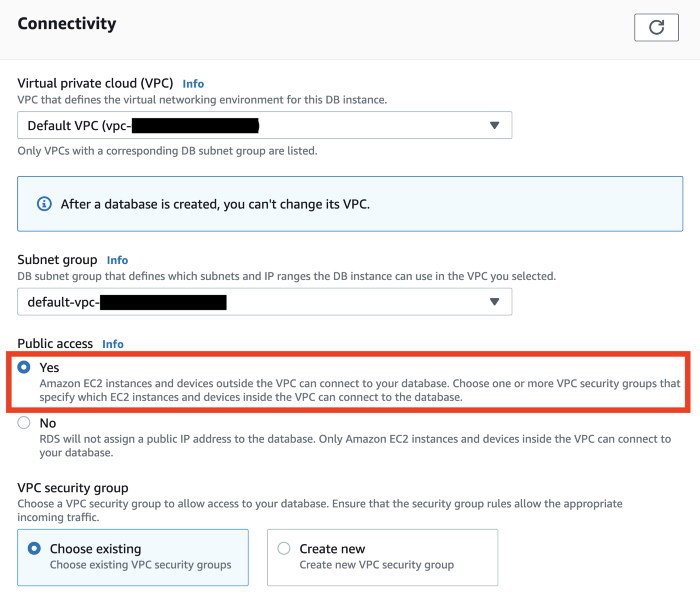 Connectivity
Virtual private cloud (VPC) Info
VPC that defines the virtual networking environment for this DB instance.
Default VPC (vpc-
Only VPCs with a corresponding DB subnet group are listed.
After a database is created, you can't change its VPC.
Subnet group Info
DB subnet group that defines which subnets and IP ranges the DB instance can use in the VPC you selected.
default-vpc-
Public access Info
Yes
Amazon EC2 instances and devices outside the VPC can connect to your database. Choose one or more VPC security groups that
specify which EC2 instances and devices inside the VPC can connect to the database.
No
RDS will not assign a public IP address to the database. Only Amazon EC2 instances and devices inside the VPC can connect to
your database.
VPC security group
Choose a VPC security group to allow access to your database. Ensure that the security group rules allow the appropriate
incoming traffic.
Choose existing
Choose existing VPC security groups
Create new
Create new VPC security group